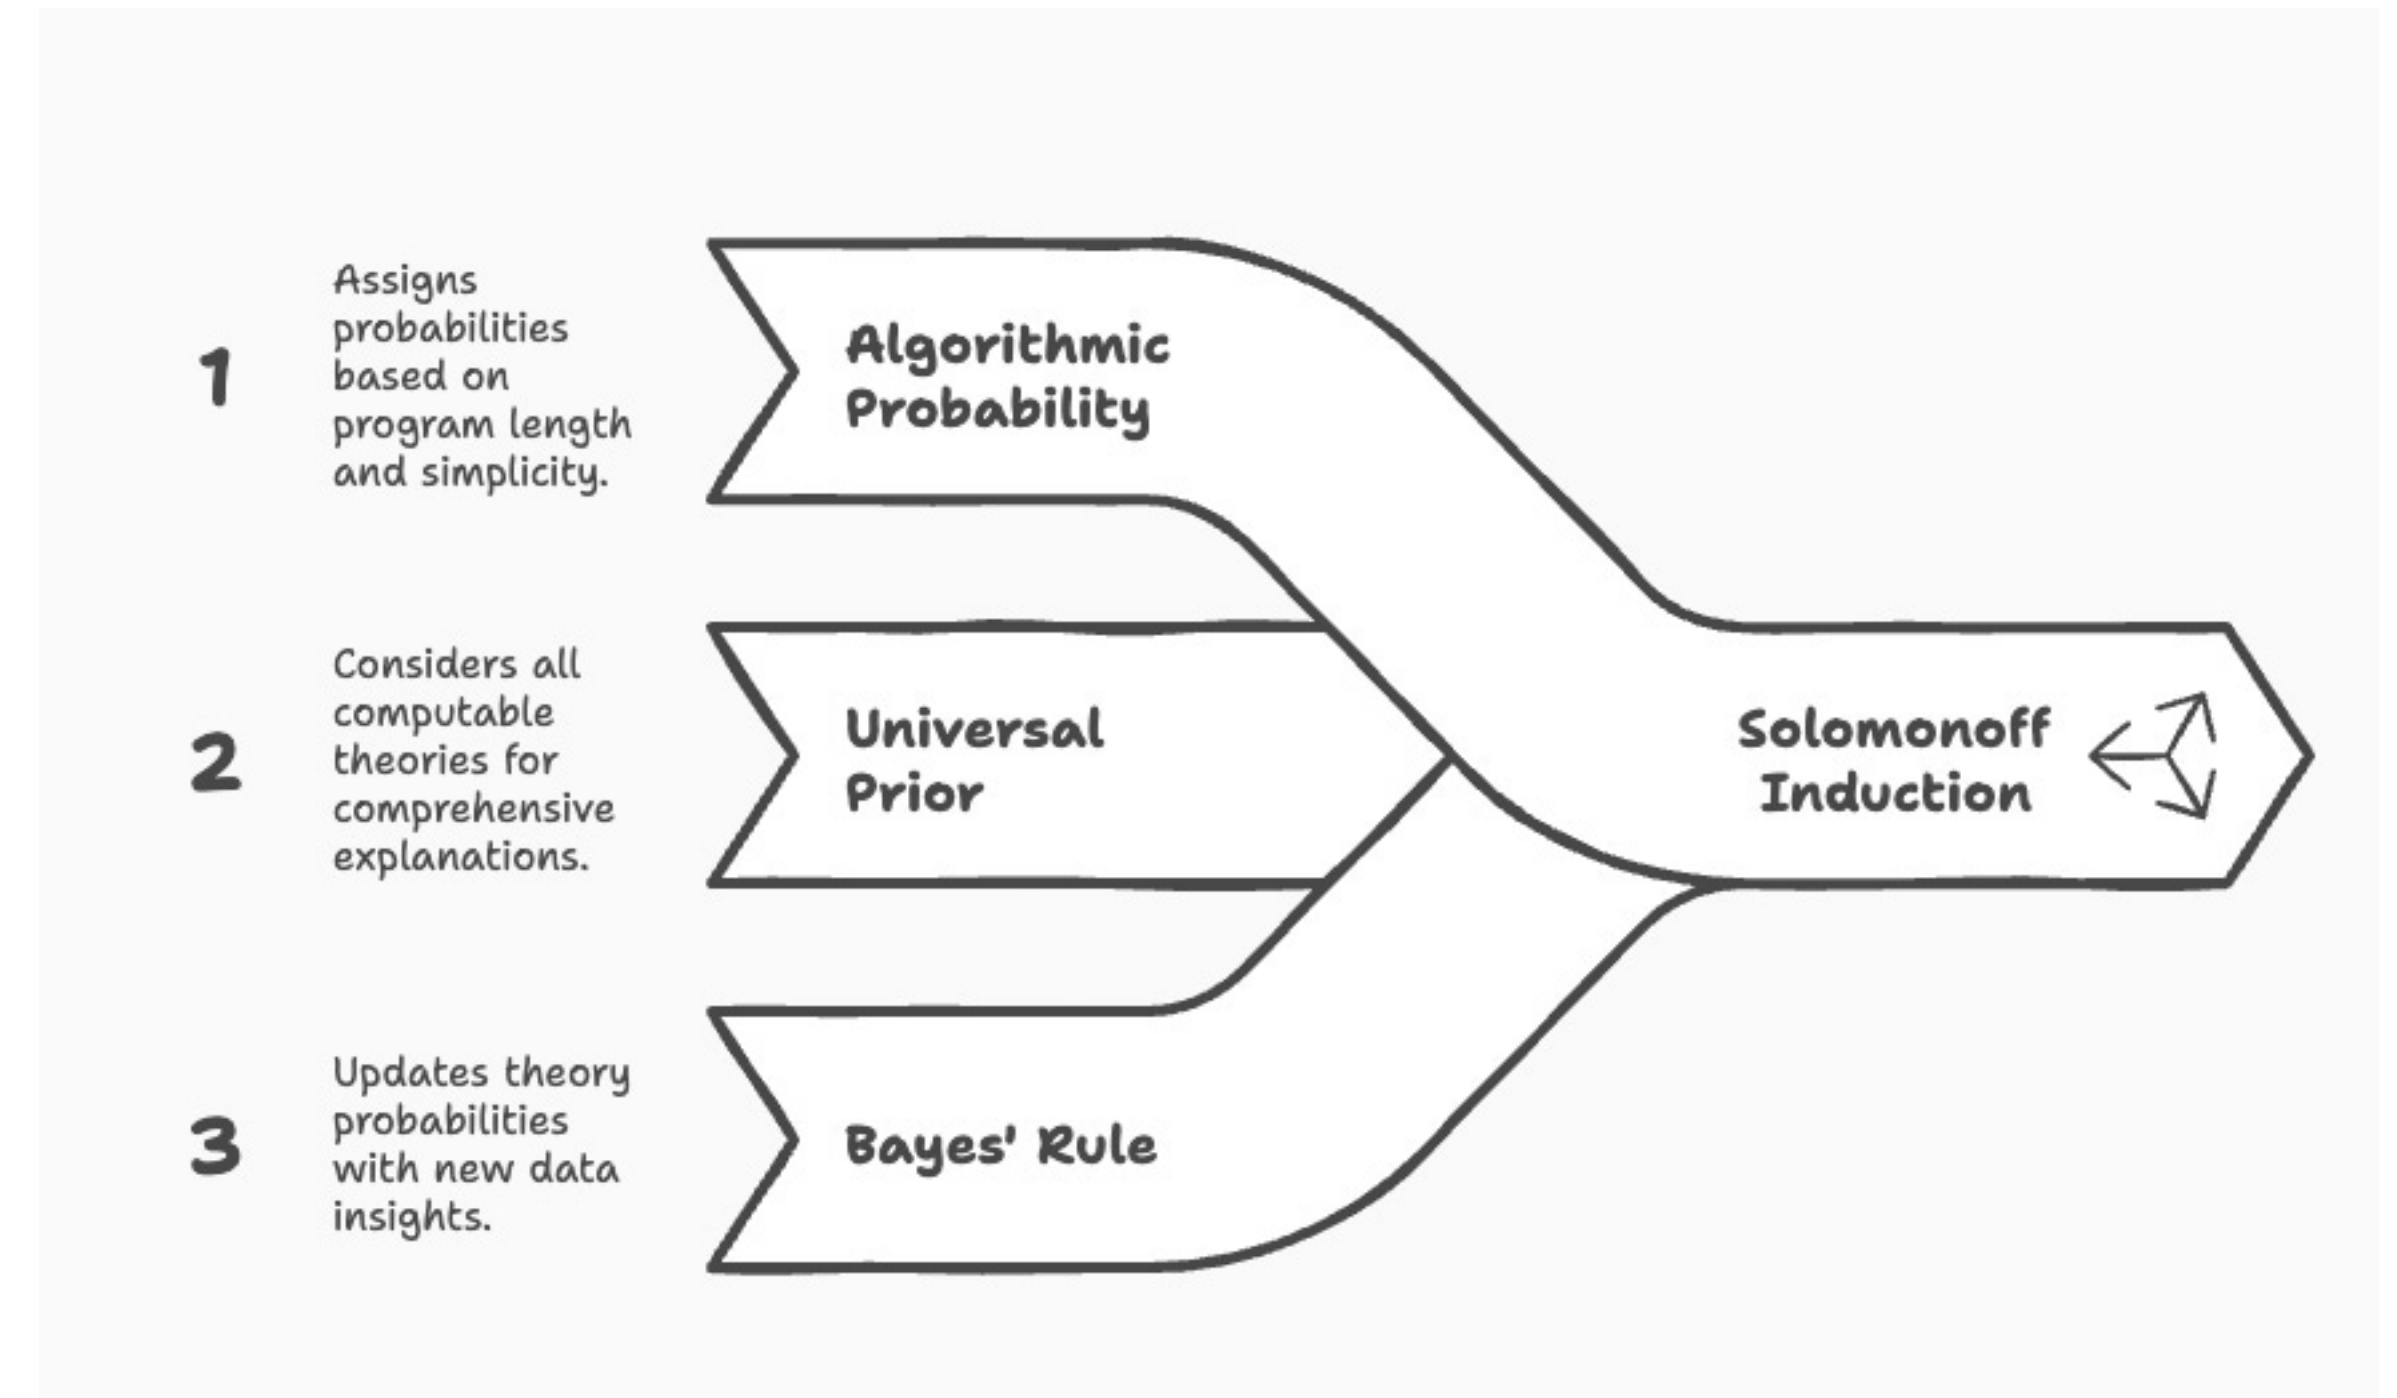 1
Assigns
probabilities
based on
program length
and simplicity.
Algorithmic
Probability
2
Considers all
computable
theories for
comprehensive
explanations.
Universal
Prior
Solomonoff
Induction
3
Updates theory
probabilities
with new data
insights.
Bayes' Rule